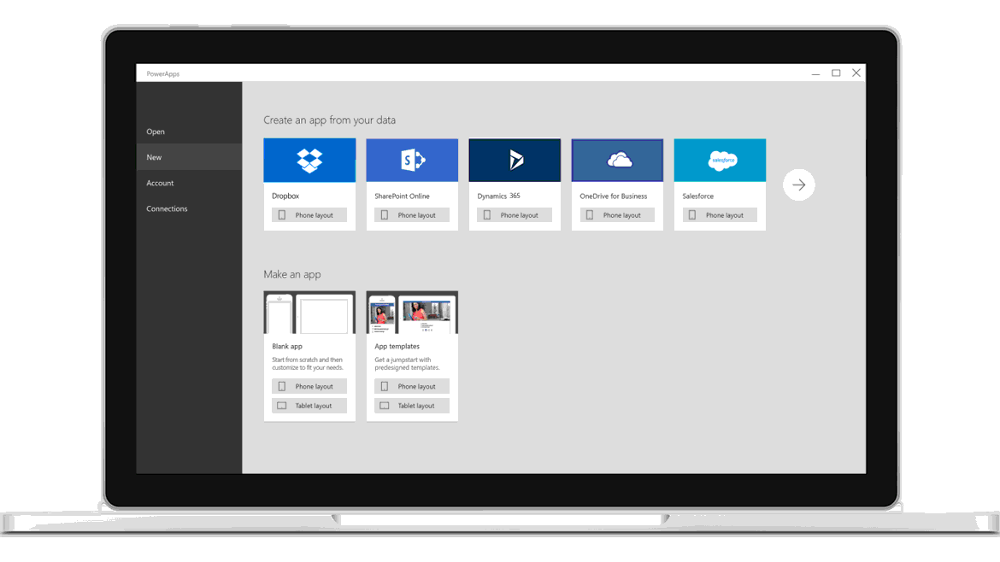 PowerApps
Open
New
Account
Connections
Create an app from your data
S
salesforce
Dropbox
SharePoint Online
Dynamics 365
OneDrive for Business
Salesforce
Phone layout
Phone layout
Phone layout
Phone layout
Phone layout
Make an app
Blank app
Start from scratch and then
customize to fit your needs.
Phone layout
Tablet layout
App templates
Get a jumpstart with
predesigned templates.
Phone layout
Tablet layout